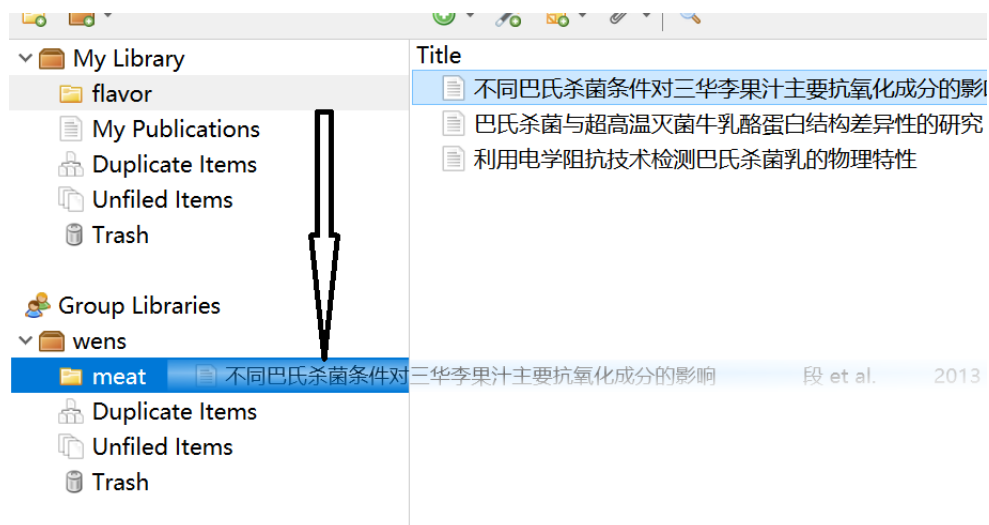 My Library
flavor
My Publications
Duplicate Items
Unfiled Items
Trash
Group Libraries
wens
meat
Duplicate Items
Unfiled Items
Trash
Title
不同巴氏杀菌条件对三华李果汁主要抗氧化成分的影
巴氏杀菌与超高温灭菌牛乳酪蛋白结构差异性的研究
利用电学阻抗技术检测巴氏杀菌乳的物理特性
不同巴氏杀菌条件对三华李果汁主要抗氧化成分的影响 段 et al. 2013